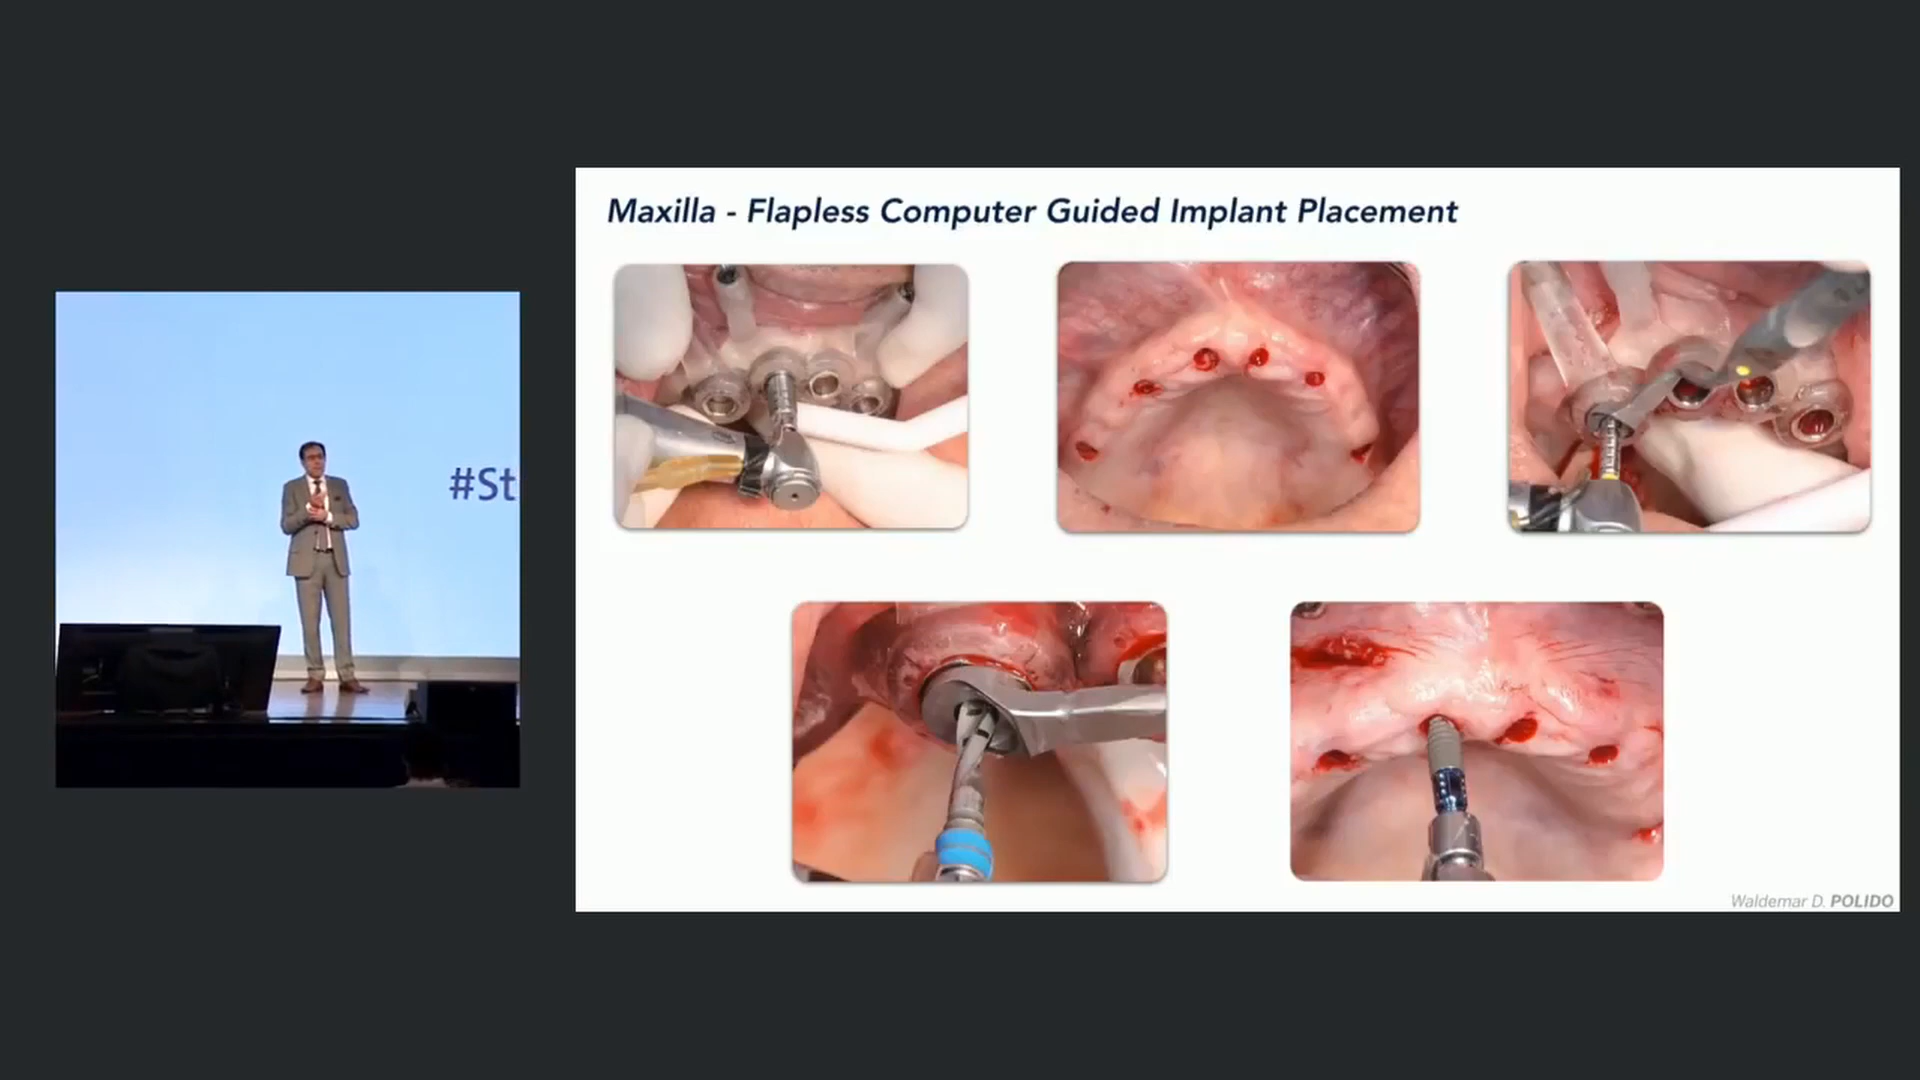 #St
Maxilla - Flapless Computer Guided Implant Placement
Waldemar D. POLIDO